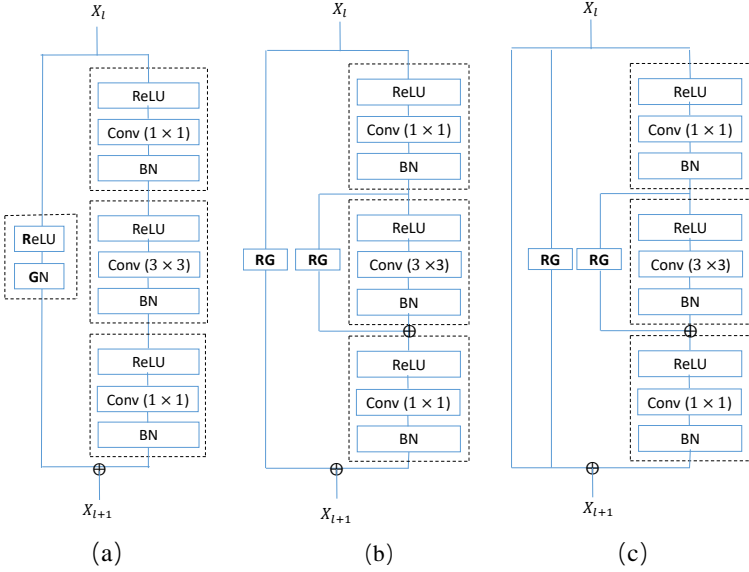 X_l
ReLU
Conv (1 × 1)
BN
ReLU
GN
ReLU
Conv (3 × 3)
BN
ReLU
Conv (1 × 1)
BN
⊕
X_{l+1}
(a)
X_l
ReLU
Conv (1 × 1)
BN
RG
RG
ReLU
Conv (3 ×3)
BN
⊕
ReLU
Conv (1 × 1)
BN
⊕
X_{l+1}
(b)
X_l
ReLU
Conv (1 × 1)
BN
RG
RG
ReLU
Conv (3 ×3)
BN
⊕
ReLU
Conv (1 × 1)
BN
⊕
X_{l+1}
(c)